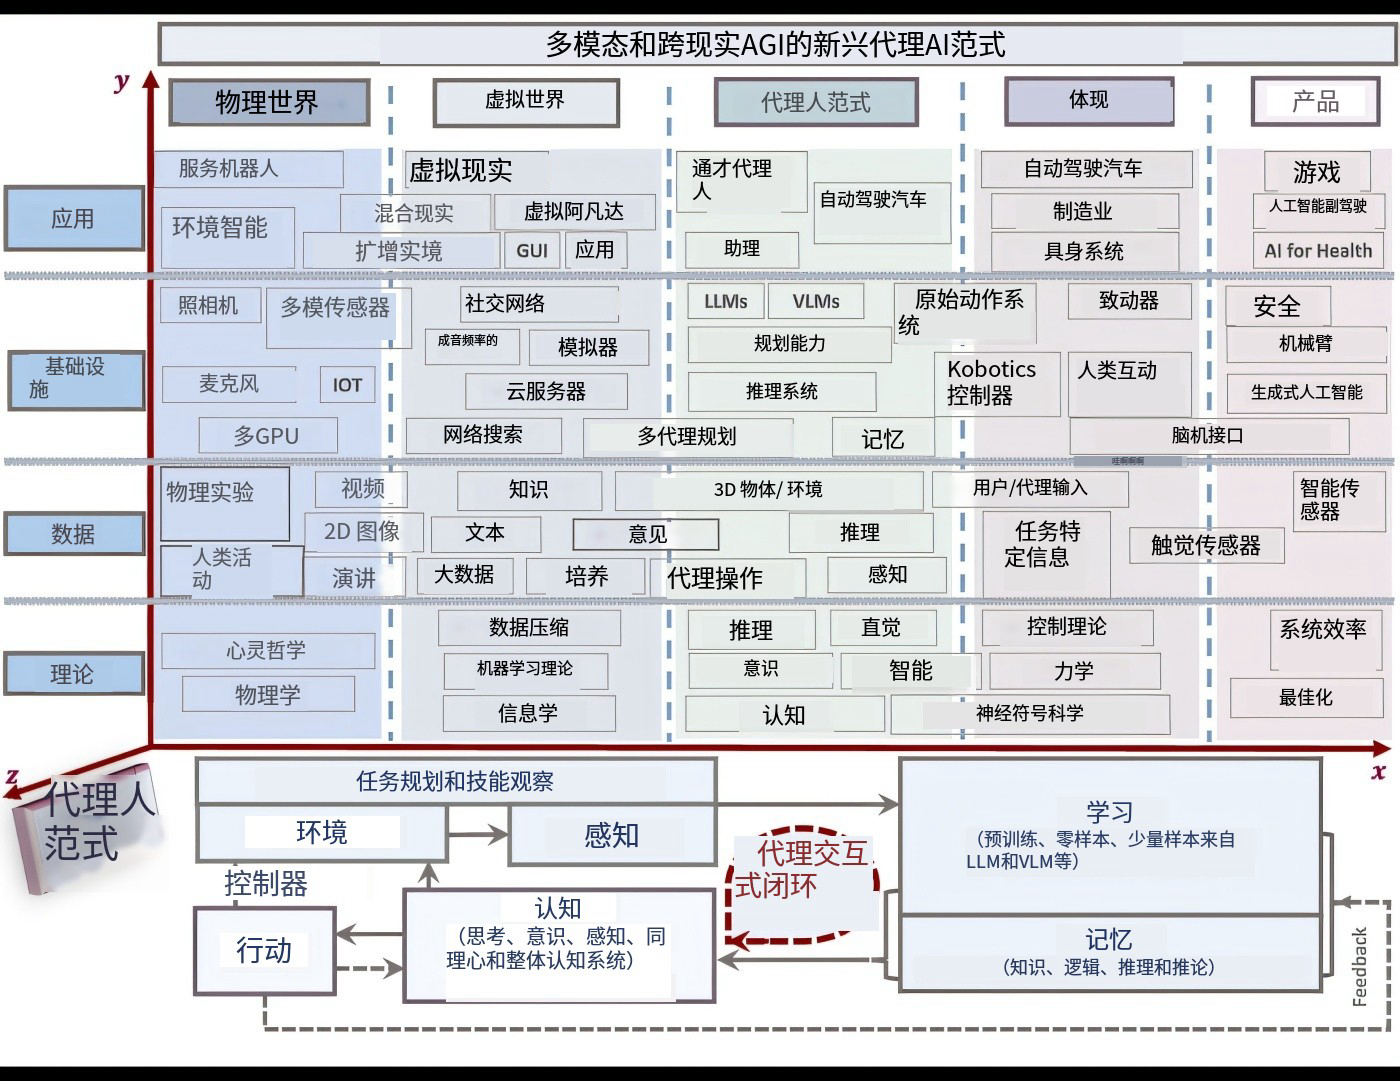 多模态和跨现实AGI的新兴代理AI范式
y
物理世界
虚拟世界
代理人范式
体现
产品
应用
服务机器人
环境智能
混合现实
扩增实境
虚拟现实
虚拟阿凡达
GUI
应用
通才代理
人
自动驾驶汽车
助理
自动驾驶汽车
制造业
具身系统
游戏
人工智能副驾驶
AI for Health
基础设
施
照相机
多模传感器
麦克风
IOT
多GPU
社交网络
成音频率的
模拟器
云服务器
网络搜索
多代理规划
LLMs
VLMs
规划能力
推理系统
记忆
原始动作系
统
Kobotics
控制器
致动器
人类互动
脑机接口
安全
机械臂
生成式人工智能
哇啊啊啊
数据
物理实验
人类活
动
视频
2D 图像
演讲
知识
文本
大数据
培养
意见
3D 物体/ 环境
代理操作
推理
感知
用户/代理输入
任务特
定信息
触觉传感器
智能传
感器
理论
心灵哲学
物理学
数据压缩
机器学习理论
信息学
推理
直觉
意识
智能
认知
控制理论
力学
神经符号科学
系统效率
最佳化
z
x
代理人
范式
任务规划和技能观察
环境
感知
控制器
行动
认知
（思考、意识、感知、同
理心和整体认知系统）
代理交互
式闭环
学习
（预训练、零样本、少量样本来自
LLM和VLM等）
记忆
（知识、逻辑、推理和推论）
Feedback